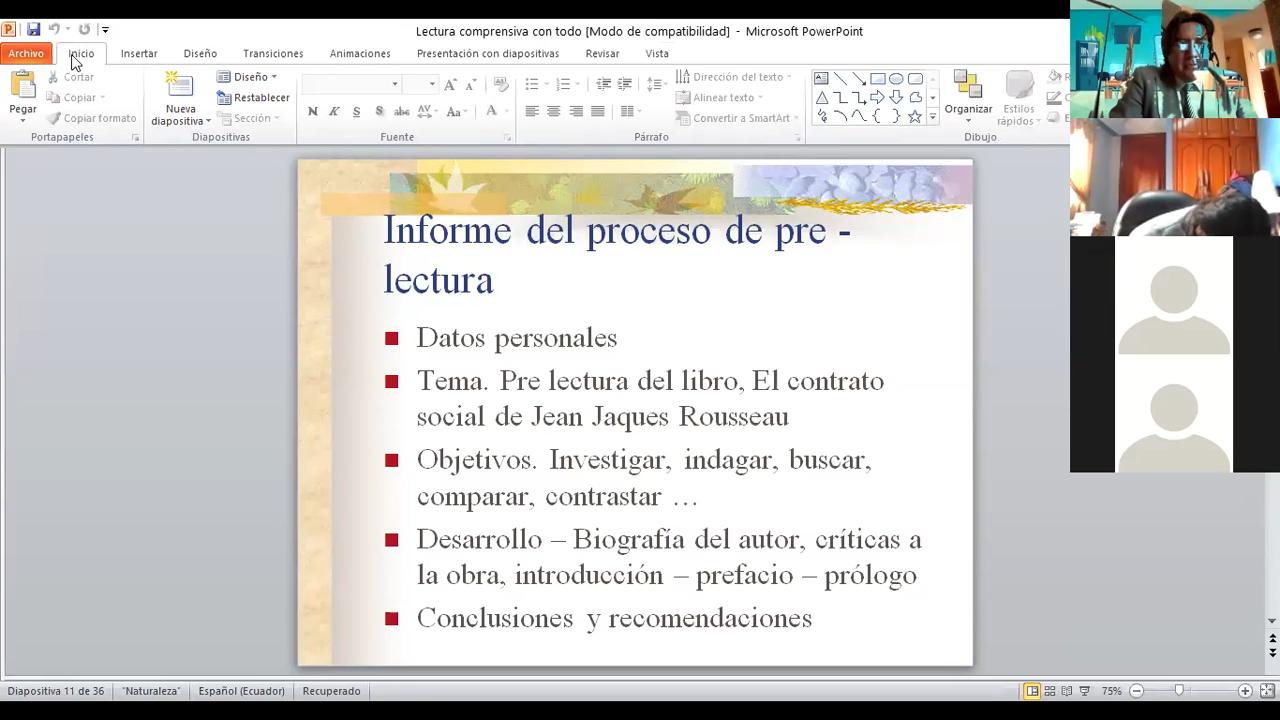 Lectura comprensiva con todo [Modo de compatibilidad] - Microsoft PowerPoint
Archivo Inicio Insertar Diseño Transiciones Animaciones Presentación con diapositivas Revisar Vista
Pegar
Cortar
Copiar
Copiar formato
Portapapeles
Nueva diapositiva
Diseño
Restablecer
Sección
Diapositivas
N K S S abc AV Aa A
Fuente
Dirección del texto
Alinear texto
Convertir a SmartArt
Párrafo
Organizar
Estilos rápidos
Dibujo
Informe del proceso de pre -
lectura
Datos personales
Tema. Pre lectura del libro, El contrato
social de Jean Jaques Rousseau
Objetivos. Investigar, indagar, buscar,
comparar, contrastar …
Desarrollo – Biografía del autor, críticas a
la obra, introducción – prefacio – prólogo
Conclusiones y recomendaciones
Diapositiva 11 de 36 "Naturaleza" Español (Ecuador) Recuperado 75%